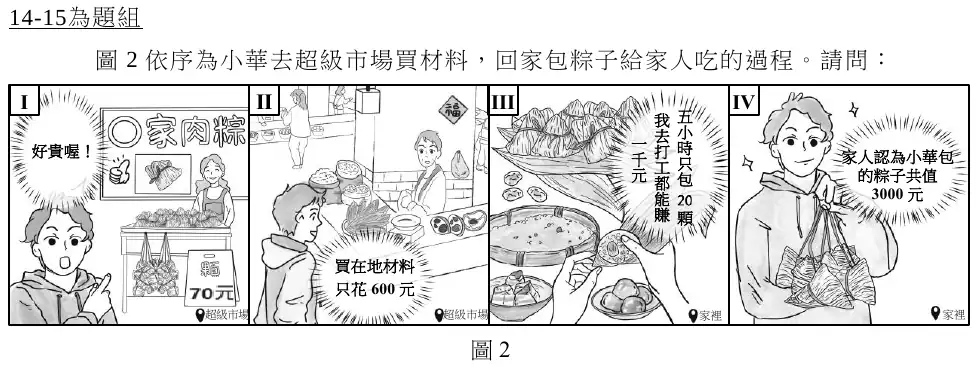 14-15為題組
圖 2 依序為小華去超級市場買材料，回家包粽子給家人吃的過程。請問：
I
好貴喔！
〇家肉粽
一顆
70元
超級市場
II
福
買在地材料
只花 600 元
超級市場
III
五小時只包 20 顆
我去打工都能賺
一千元
家裡
IV
家人認為小華包
的粽子共值
3000 元
家裡
圖 2